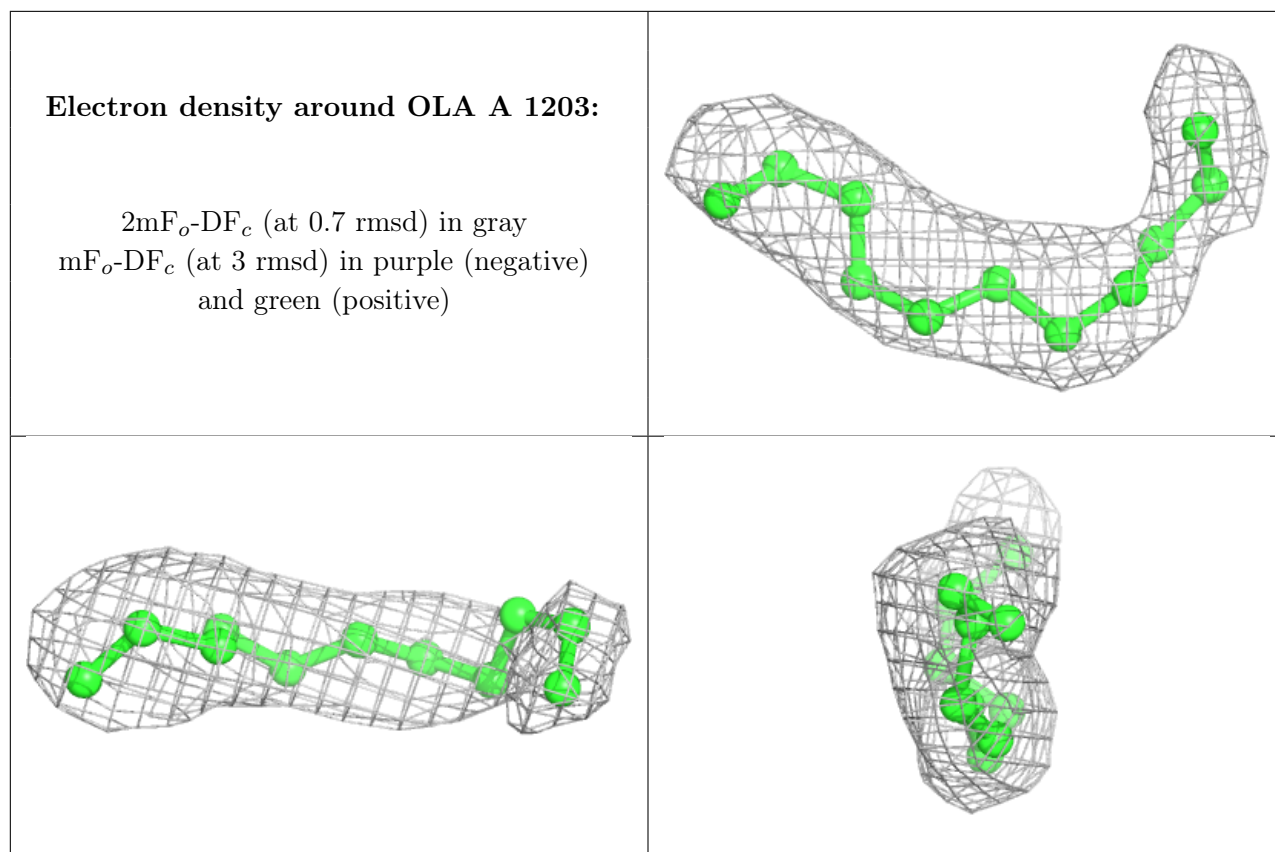 Electron density around OLA A 1203:
2mFo-DFc (at 0.7 rmsd) in gray
mFo-DFc (at 3 rmsd) in purple (negative)
and green (positive)